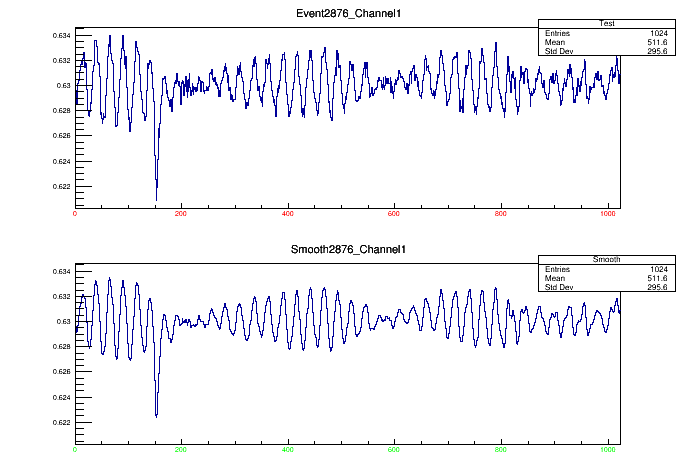 Event2876_Channel1
Test
Entries 1024
Mean 511.6
Std Dev 295.6
0.634
0.632
0.63
0.628
0.626
0.624
0.622
0 200 400 600 800 1000
Smooth2876_Channel1
Smooth
Entries 1024
Mean 511.6
Std Dev 295.6
0.634
0.632
0.63
0.628
0.626
0.624
0.622
0 200 400 600 800 1000